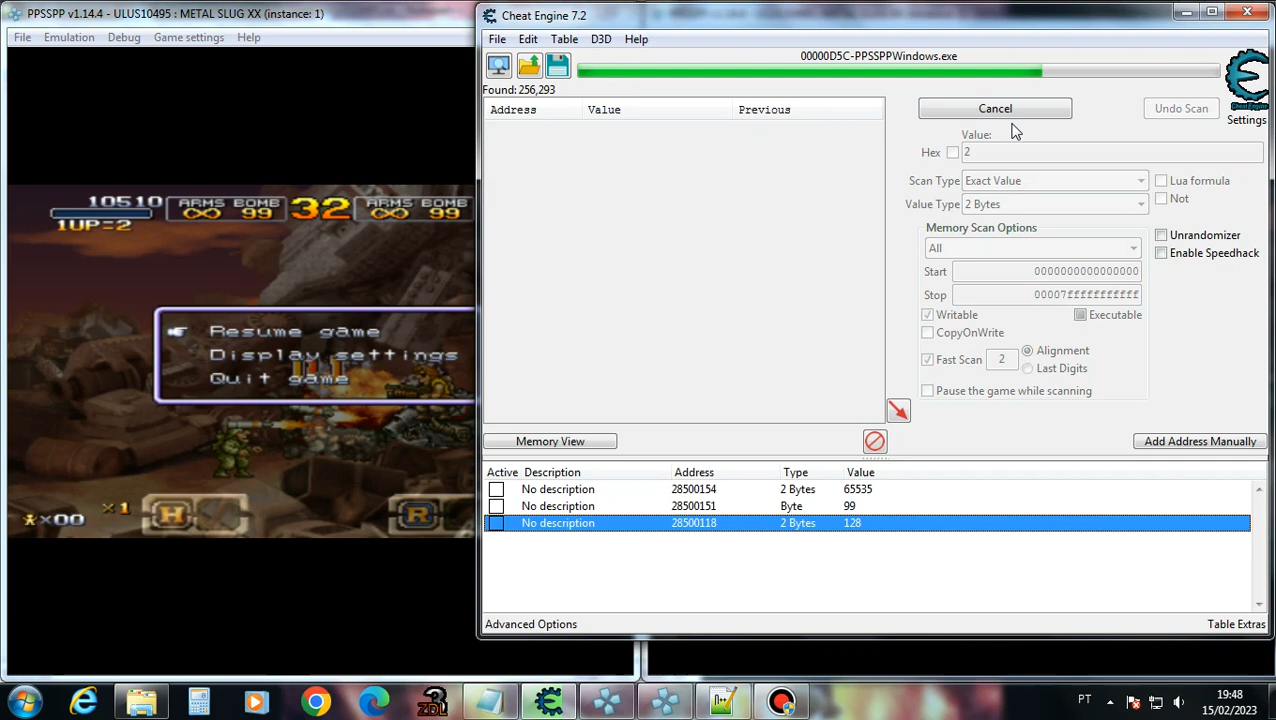 PPSSPP v1.14.4 - ULUS10495 : METAL SLUG XX (instance: 1)
File Emulation Debug Game settings Help
10510 ARMS BOMB 32 ARMS BOMB
∞ 99 ∞ 99
1UP=2
Resume game
Display settings
Quit game
×00 ×1 H R
Cheat Engine 7.2
File Edit Table D3D Help
00000D5C-PPSSPPWindows.exe
Found: 256,293
Address Value Previous
Cancel Undo Scan
Settings
Value:
Hex 2
Scan Type Exact Value Lua formula
Not
Value Type 2 Bytes
Memory Scan Options
All
Unrandomizer
Enable Speedhack
Start 0000000000000000
Stop 00007fffffffffff
Writable Executable
CopyOnWrite
Fast Scan 2 Alignment
Last Digits
Pause the game while scanning
Memory View Add Address Manually
Active Description Address Type Value
No description 28500154 2 Bytes 65535
No description 28500151 Byte 99
No description 28500118 2 Bytes 128
Advanced Options Table Extras
ZDL
PT 19:48
15/02/2023